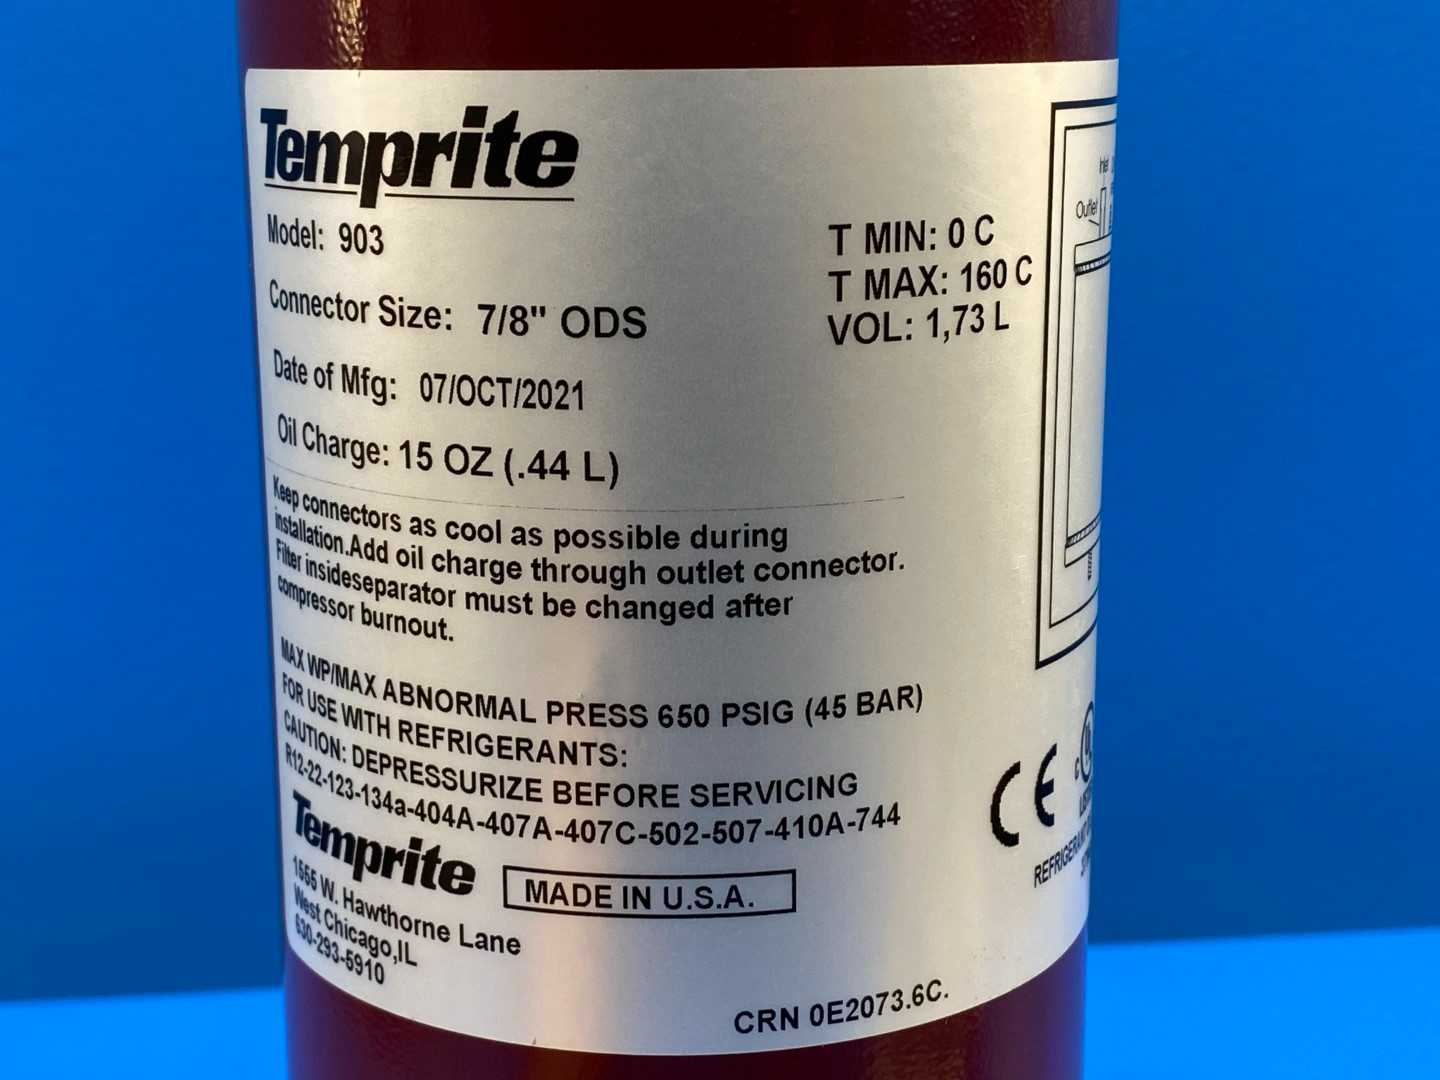 Temprite
Model: 903
Connector Size: 7/8" ODS
Date of Mfg: 07/OCT/2021
Oil Charge: 15 OZ (.44 L)
T MIN: 0 C
T MAX: 160 C
VOL: 1,73 L
Inlet
Outlet
Keep connectors as cool as possible during
installation.Add oil charge through outlet connector.
Filter insideseparator must be changed after
compressor burnout.
MAX WP/MAX ABNORMAL PRESS 650 PSIG (45 BAR)
FOR USE WITH REFRIGERANTS:
CAUTION: DEPRESSURIZE BEFORE SERVICING
R12-22-123-134a-404A-407A-407C-502-507-410A-744
Temprite
MADE IN U.S.A.
1555 W. Hawthorne Lane
West Chicago,IL
630-293-5910
CE
C UL
CRN 0E2073.6C.